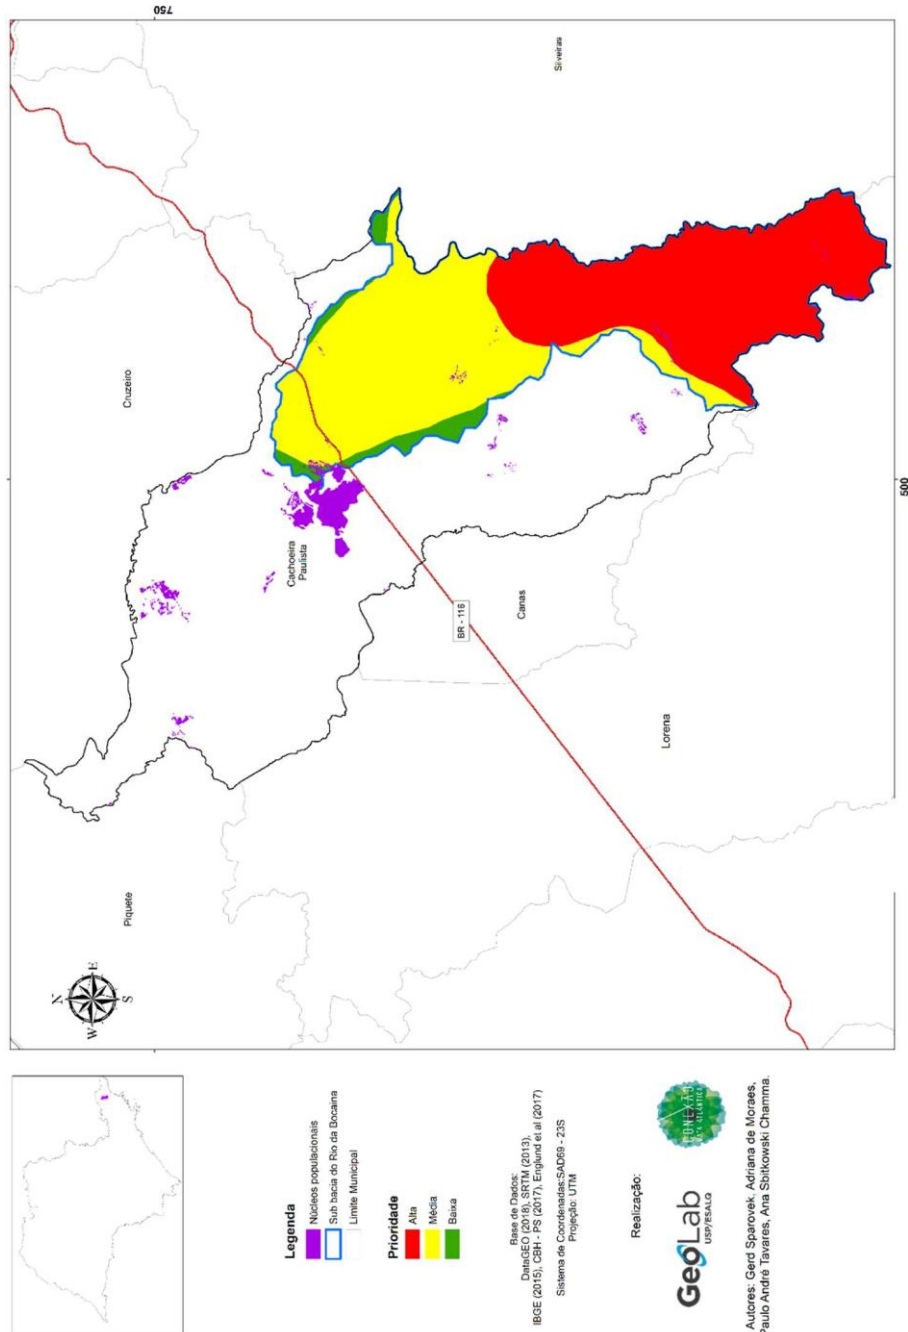 750
500
Silveiras
Cruzeiro
Cachoeira
Paulista
BR - 116
Canas
Lorena
Piquete
N
W
E
S
Legenda
Núcleos populacionais
Sub bacia do Rio da Bocaina
Limite Municipal
Prioridade
Alta
Média
Baixa
Base de Dados:
DataGEO (2018), SRTM (2013),
IBGE (2015), CBH - PS (2017), Englund et al (2017)
Sistema de Coordenadas:SAD69 - 23S
Projeção: UTM
Realização:
GeoLab
USP/ESALQ
CONEXÃO
MATA ATLÂNTICA
Autores: Gerd Sparovek, Adriana de Moraes,
Paulo André Tavares, Ana Sbitkowski Chamma.